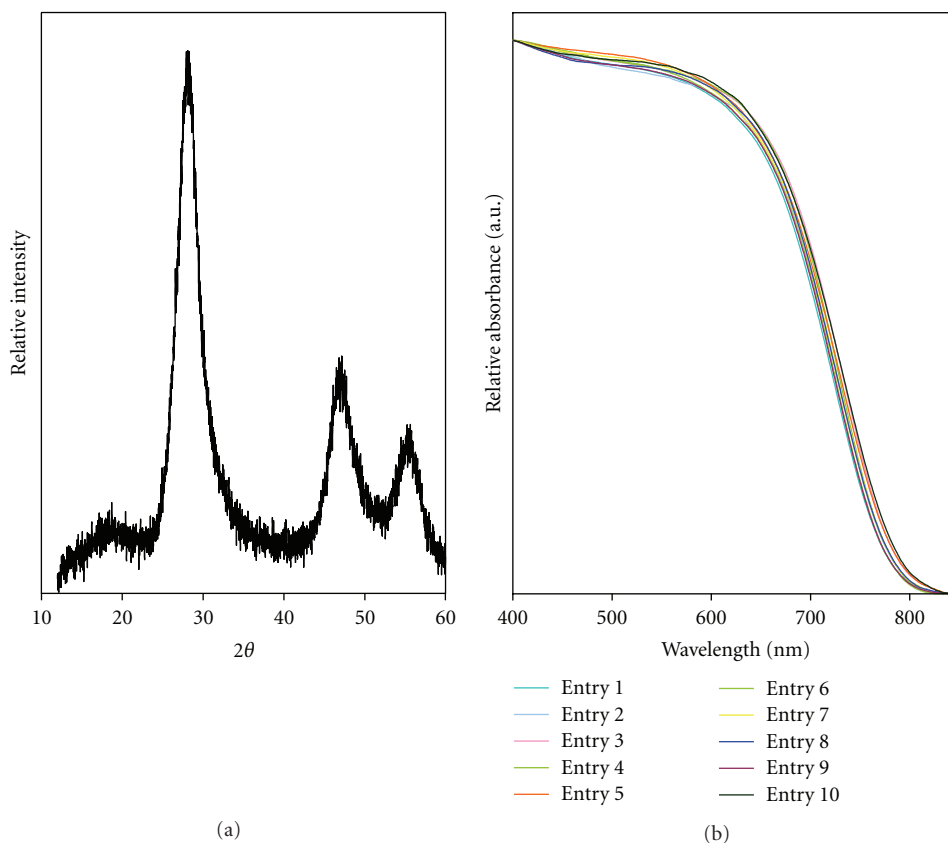 Relative intensity
10 20 30 40 50 60
2θ
(a)
Relative absorbance (a.u.)
400 500 600 700 800
Wavelength (nm)
Entry 1
Entry 2
Entry 3
Entry 4
Entry 5
Entry 6
Entry 7
Entry 8
Entry 9
Entry 10
(b)